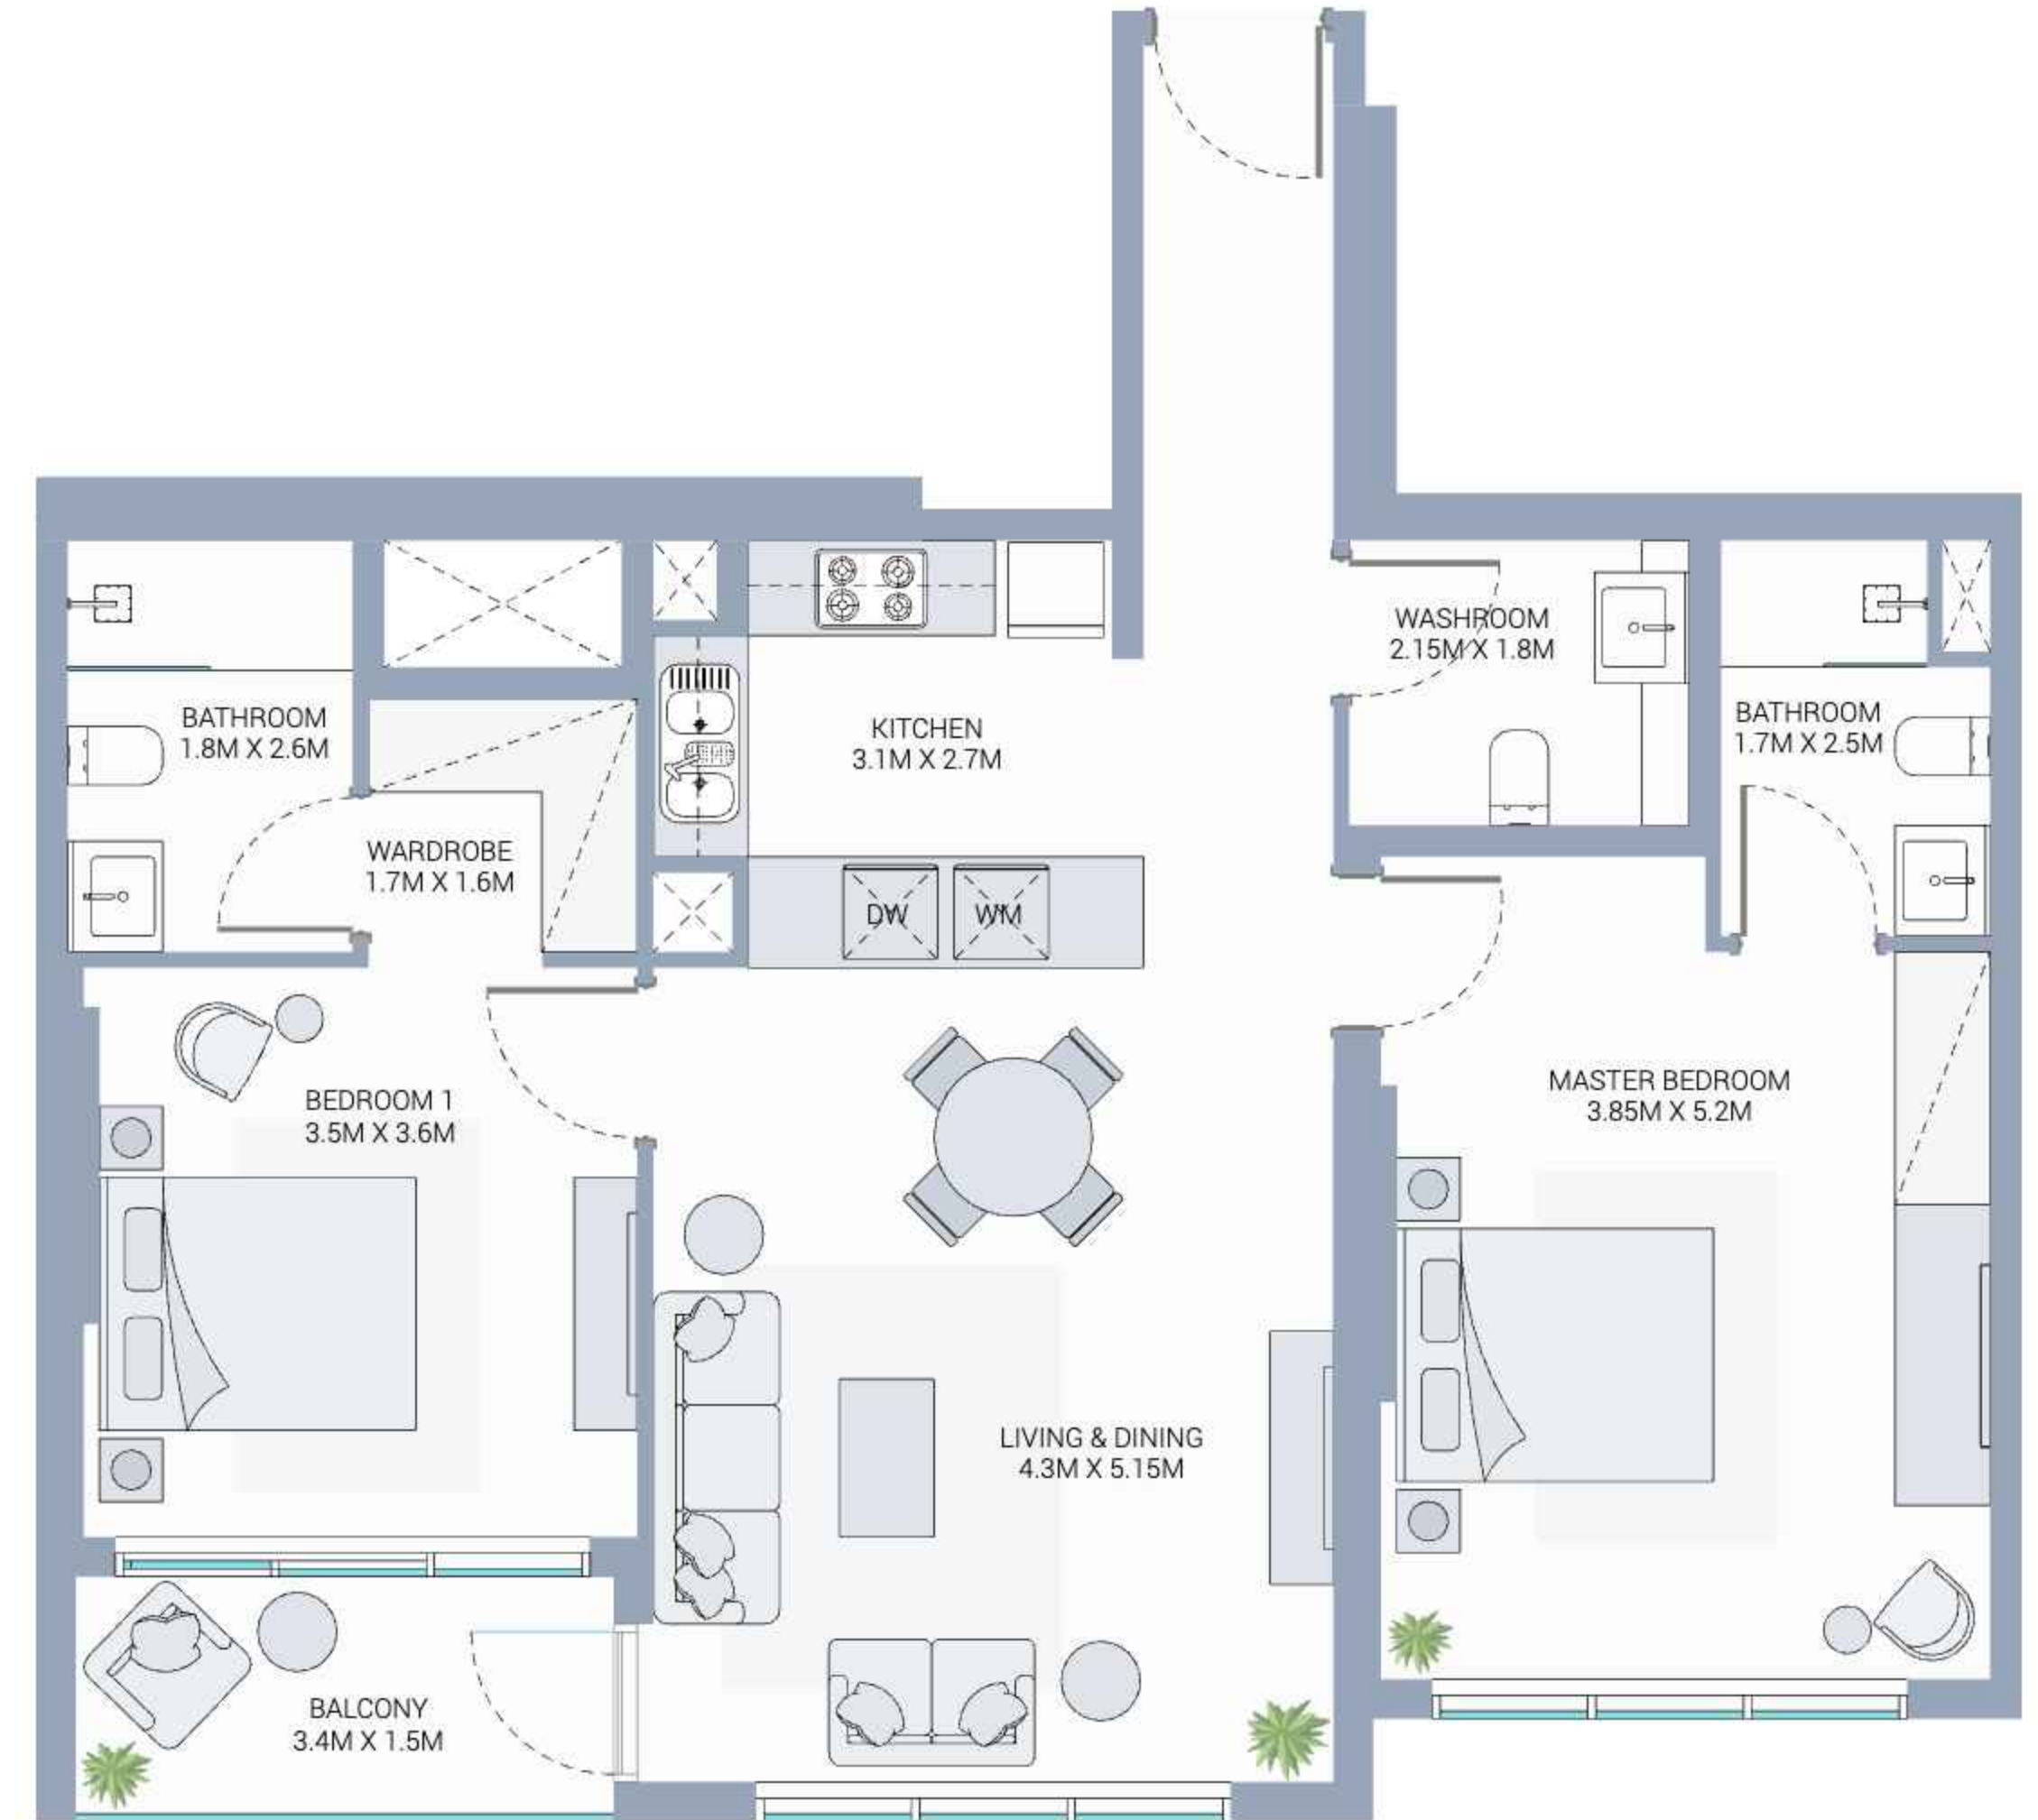 WASHROOM
2.15M X 1.8M
BATHROOM
1.8M X 2.6M
KITCHEN
3.1M X 2.7M
BATHROOM
1.7M X 2.5M
WARDROBE
1.7M X 1.6M
DW
WM
BEDROOM 1
3.5M X 3.6M
MASTER BEDROOM
3.85M X 5.2M
LIVING & DINING
4.3M X 5.15M
BALCONY
3.4M X 1.5M